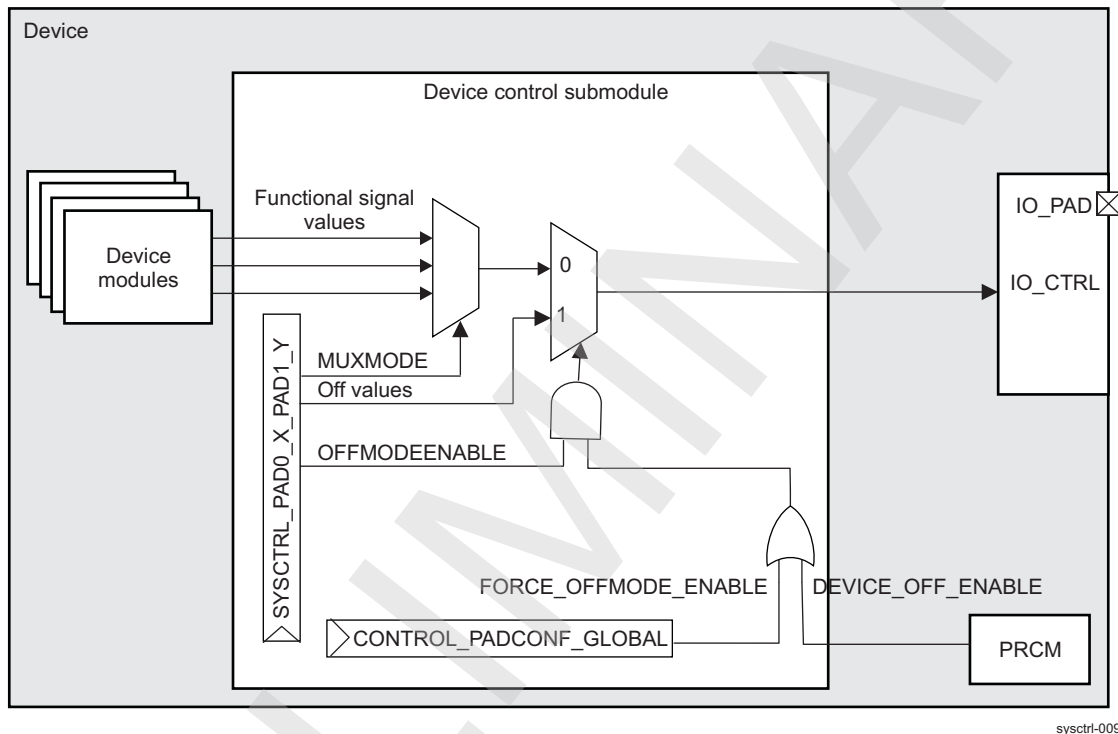 Device
Device control submodule
Functional signal
values
Device
modules
0
1
IO_PAD
IO_CTRL
MUXMODE
Off values
OFFMODEENABLE
SYSCTRL_PAD0_X_PAD1_Y
FORCE_OFFMODE_ENABLE
DEVICE_OFF_ENABLE
CONTROL_PADCONF_GLOBAL
PRCM
sysctrl-009